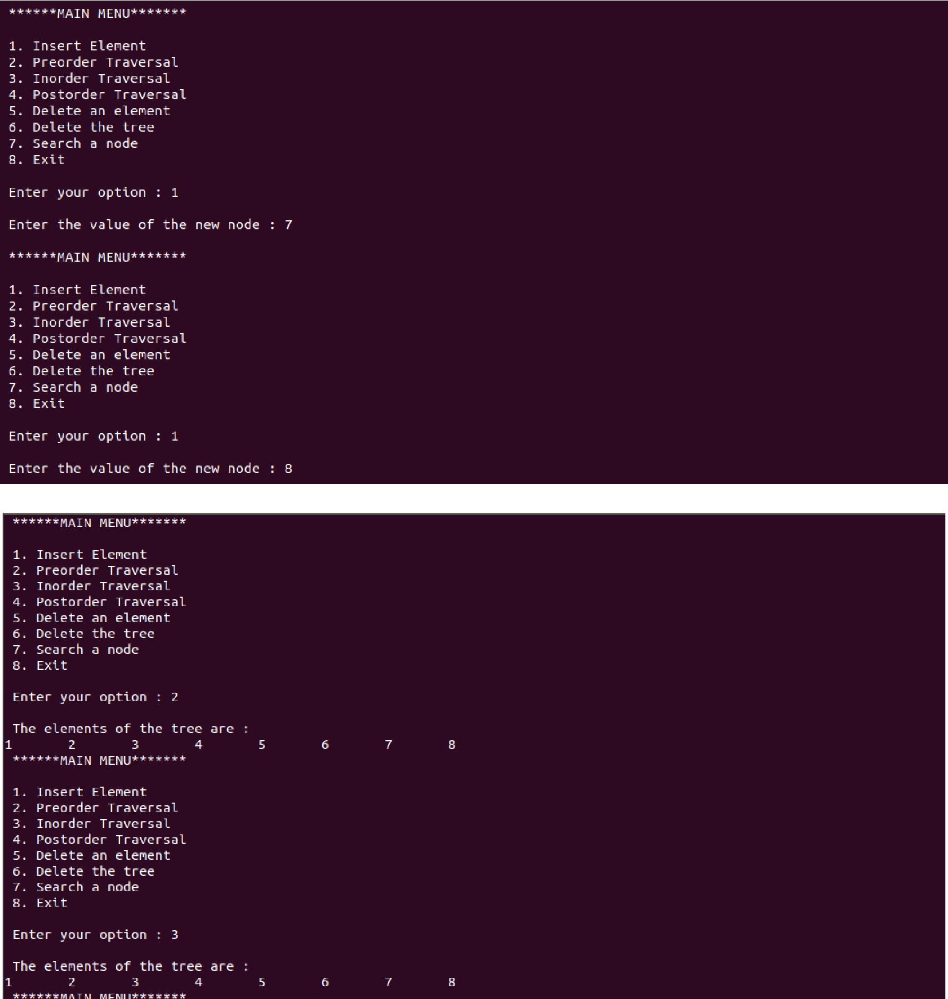 ******MAIN MENU*******
1. Insert Element
2. Preorder Traversal
3. Inorder Traversal
4. Postorder Traversal
5. Delete an element
6. Delete the tree
7. Search a node
8. Exit
Enter your option : 1
Enter the value of the new node : 7
******MAIN MENU*******
1. Insert Element
2. Preorder Traversal
3. Inorder Traversal
4. Postorder Traversal
5. Delete an element
6. Delete the tree
7. Search a node
8. Exit
Enter your option : 1
Enter the value of the new node : 8
******MAIN MENU*******
1. Insert Element
2. Preorder Traversal
3. Inorder Traversal
4. Postorder Traversal
5. Delete an element
6. Delete the tree
7. Search a node
8. Exit
Enter your option : 2
The elements of the tree are :
1 2 3 4 5 6 7 8
******MAIN MENU*******
1. Insert Element
2. Preorder Traversal
3. Inorder Traversal
4. Postorder Traversal
5. Delete an element
6. Delete the tree
7. Search a node
8. Exit
Enter your option : 3
The elements of the tree are :
1 2 3 4 5 6 7 8
******MAIN MENU*******